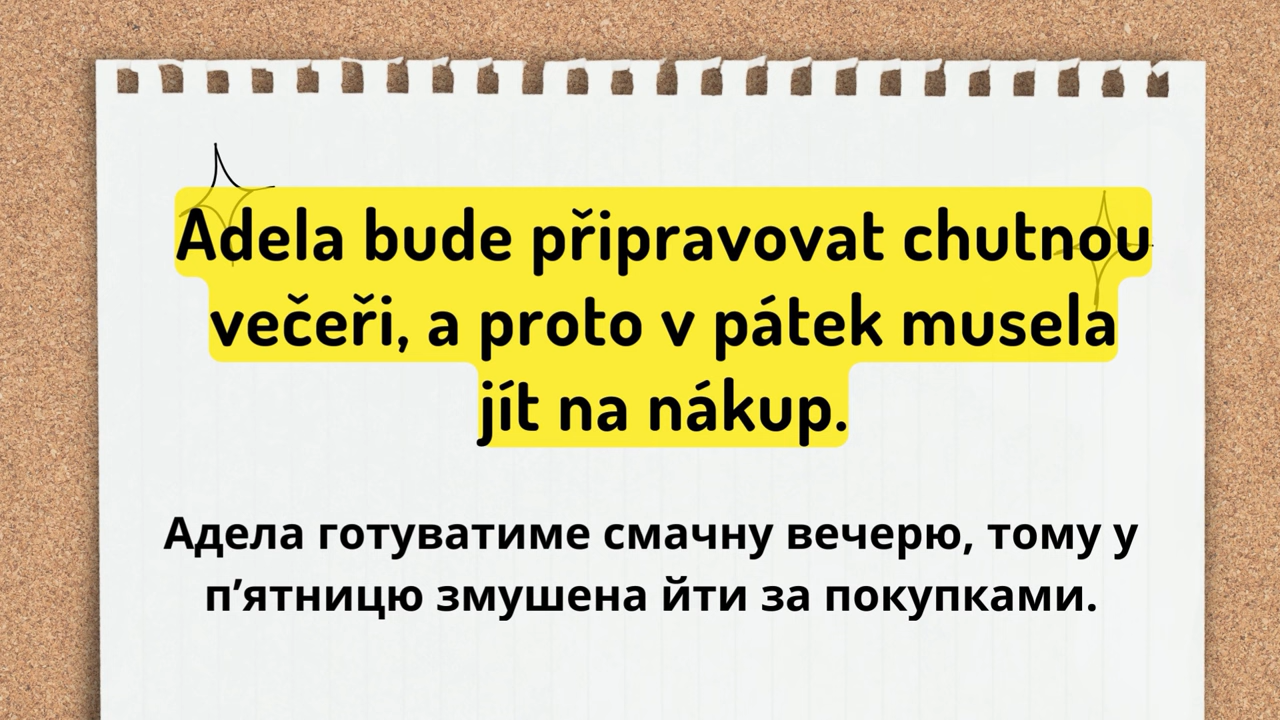 Adela bude připravovat chutnou
večeři, a proto v pátek musela
jít na nákup.
Адела готуватиме смачну вечерю, тому у
п’ятницю змушена йти за покупками.